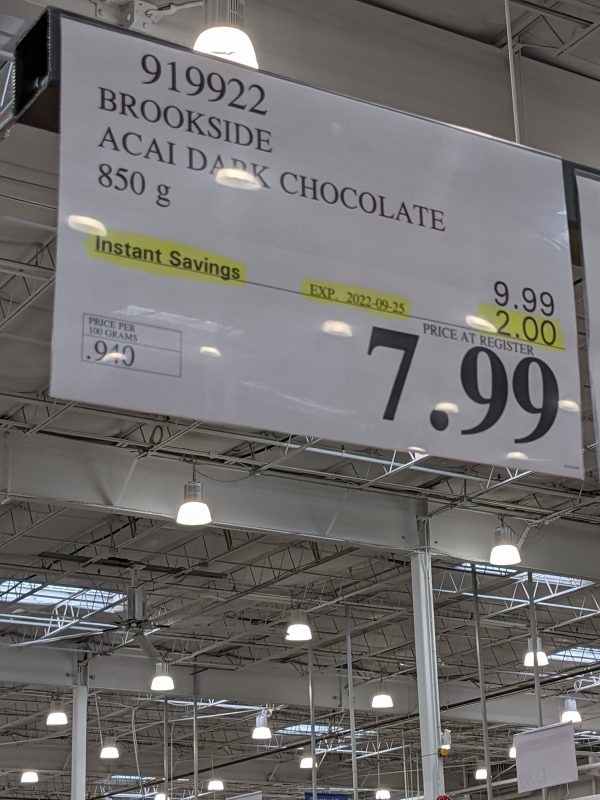 919922
BROOKSIDE
ACAI DARK CHOCOLATE
850 g
9.99
Instant Savings EXP. 2022-09-25 2.00
PRICE AT REGISTER
7.99
PRICE PER
100 GRAMS
.940